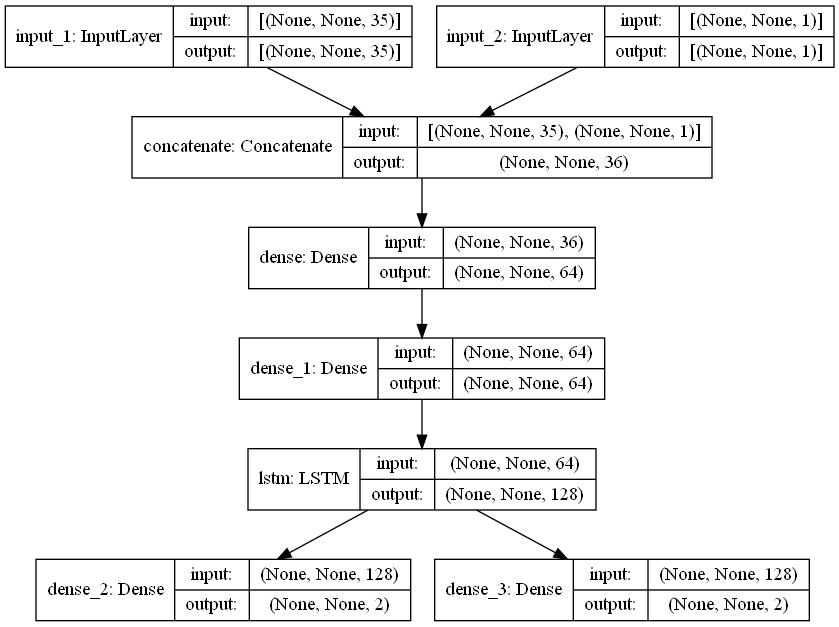 input_1: InputLayer
input: [(None, None, 35)]
output: [(None, None, 35)]
input_2: InputLayer
input: [(None, None, 1)]
output: [(None, None, 1)]
concatenate: Concatenate
input: [(None, None, 35), (None, None, 1)]
output: (None, None, 36)
dense: Dense
input: (None, None, 36)
output: (None, None, 64)
dense_1: Dense
input: (None, None, 64)
output: (None, None, 64)
lstm: LSTM
input: (None, None, 64)
output: (None, None, 128)
dense_2: Dense
input: (None, None, 128)
output: (None, None, 2)
dense_3: Dense
input: (None, None, 128)
output: (None, None, 2)